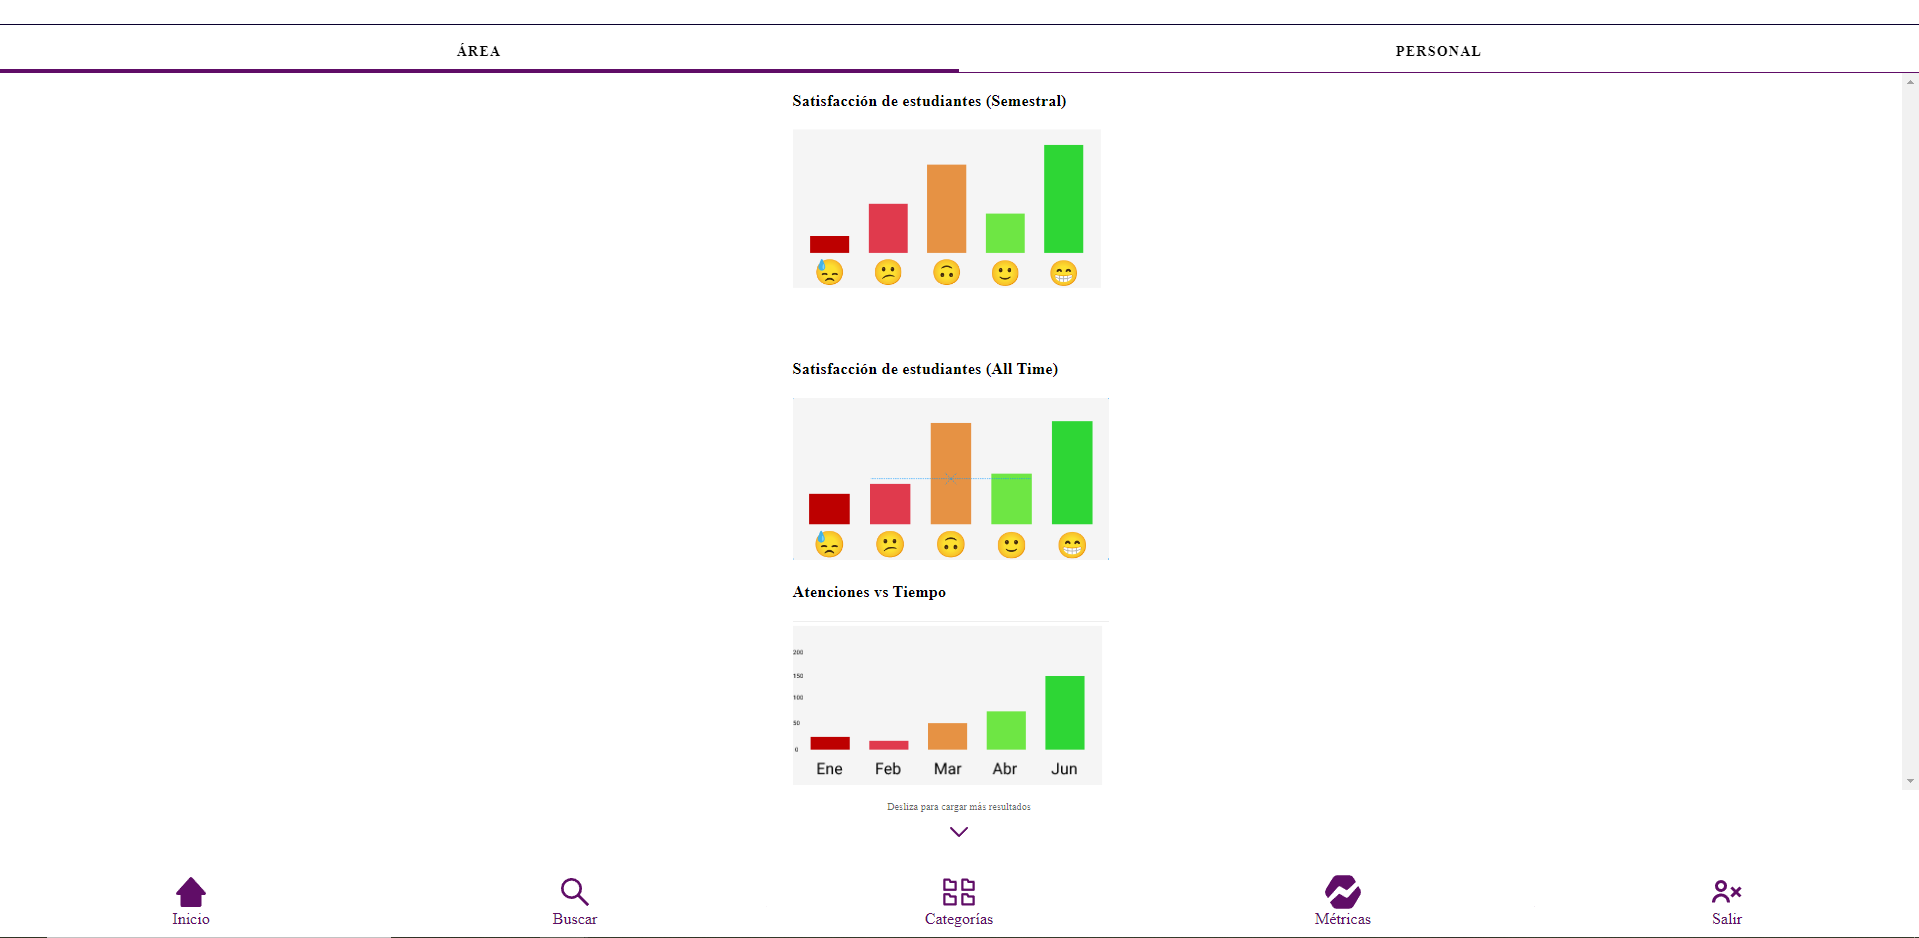 ÁREA
PERSONAL
Satisfacción de estudiantes (Semestral)
Satisfacción de estudiantes (All Time)
Atenciones vs Tiempo
200
150
100
50
0
Ene Feb Mar Abr Jun
Desliza para cargar más resultados
Inicio
Buscar
Categorías
Métricas
Salir